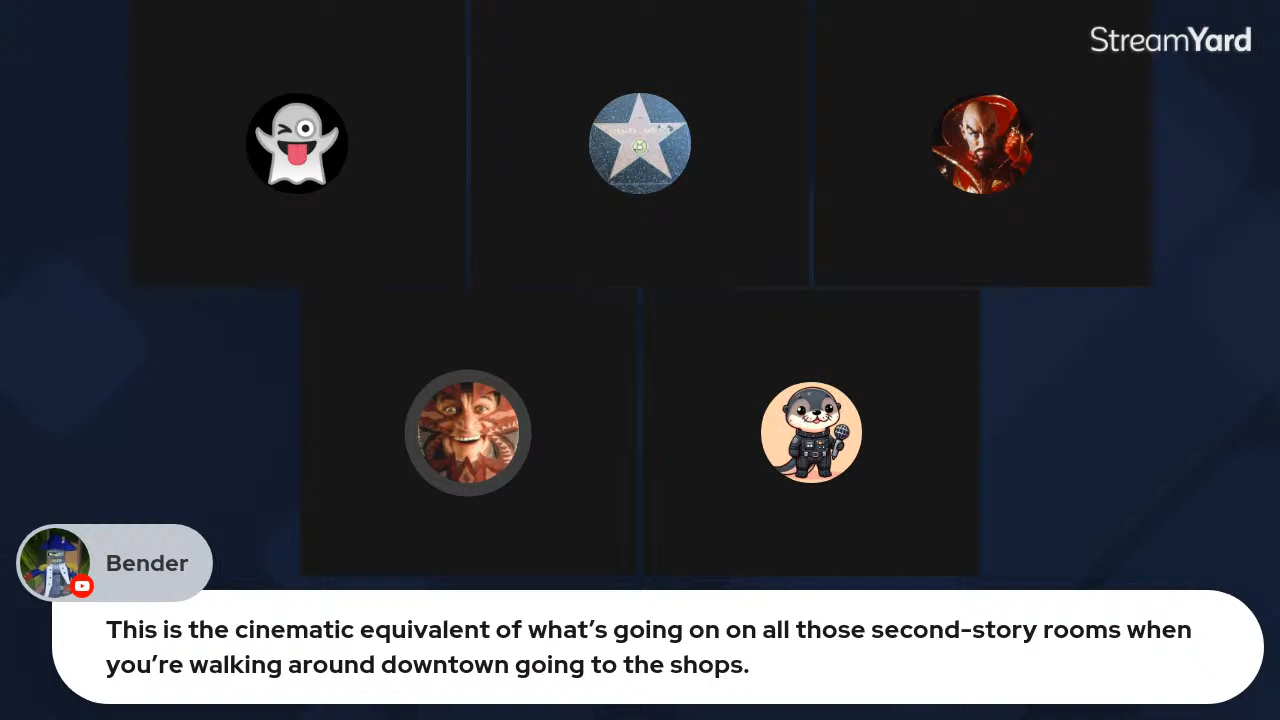 StreamYard
Bender
This is the cinematic equivalent of what’s going on on all those second-story rooms when
you’re walking around downtown going to the shops.